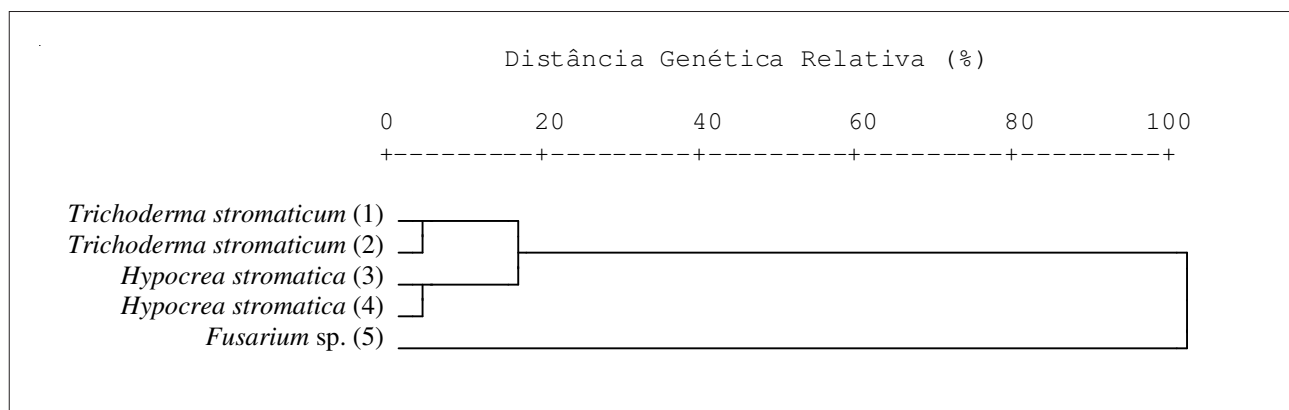 Distância Genética Relativa (%)
0 20 40 60 80 100
+---------+---------+---------+---------+---------+
Trichoderma stromaticum (1)
Trichoderma stromaticum (2)
Hypocrea stromatica (3)
Hypocrea stromatica (4)
Fusarium sp. (5)